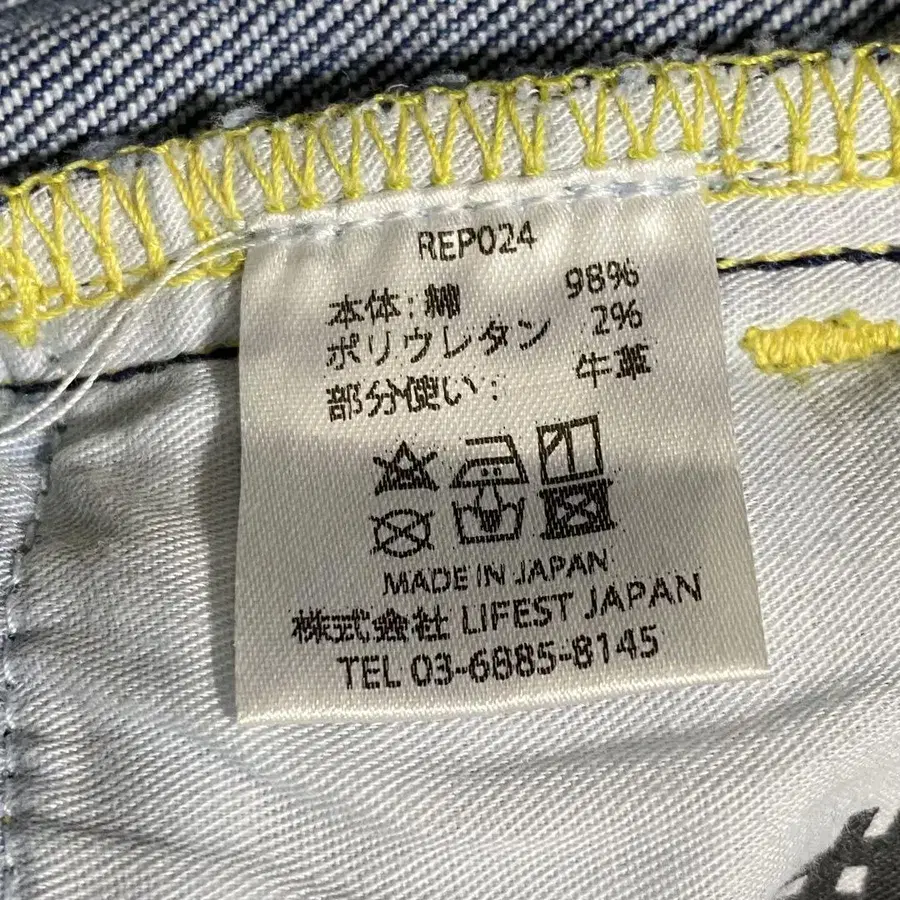 REP024
本体:綿 98%
ポリウレタン 2%
部分使い: 牛革
MADE IN JAPAN
株式会社 LIFEST JAPAN
TEL 03-6885-8145